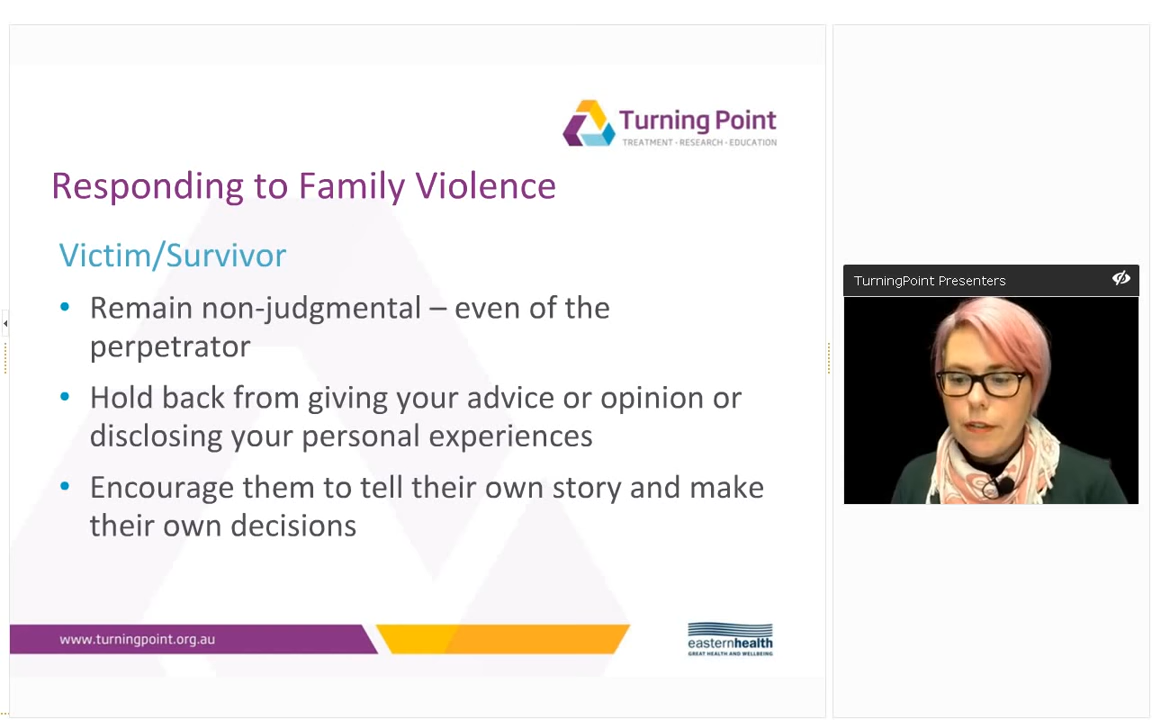 Turning Point
TREATMENT • RESEARCH • EDUCATION
Responding to Family Violence
Victim/Survivor
• Remain non-judgmental – even of the
perpetrator
• Hold back from giving your advice or opinion or
disclosing your personal experiences
• Encourage them to tell their own story and make
their own decisions
www.turningpoint.org.au
easternhealth
GREAT HEALTH AND WELLBEING
TurningPoint Presenters